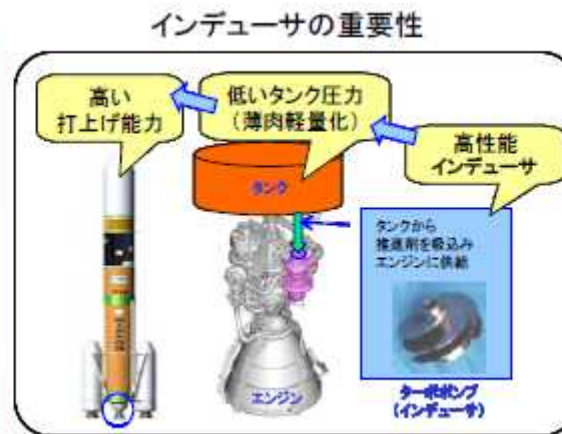 インデューサの重要性
高い
打上げ能力
低いタンク圧力
(薄肉軽量化)
高性能
インデューサ
タンク
タンクから
推進剤を吸込み
エンジンに供給
エンジン
ターボポンプ
(インデューサ)